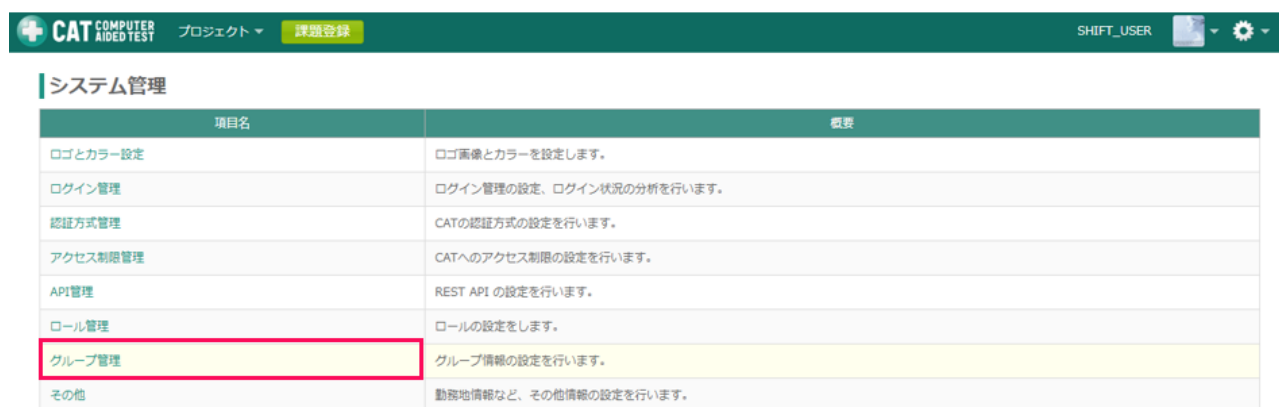 CAT COMPUTER AIDED TEST プロジェクト 課題登録 SHIFT_USER
システム管理
項目名 概要
ロゴとカラー設定 ロゴ画像とカラーを設定します。
ログイン管理 ログイン管理の設定、ログイン状況の分析を行います。
認証方式管理 CATの認証方式の設定を行います。
アクセス制限管理 CATへのアクセス制限の設定を行います。
API管理 REST API の設定を行います。
ロール管理 ロールの設定をします。
グループ管理 グループ情報の設定を行います。
その他 勤務地情報など、その他情報の設定を行います。